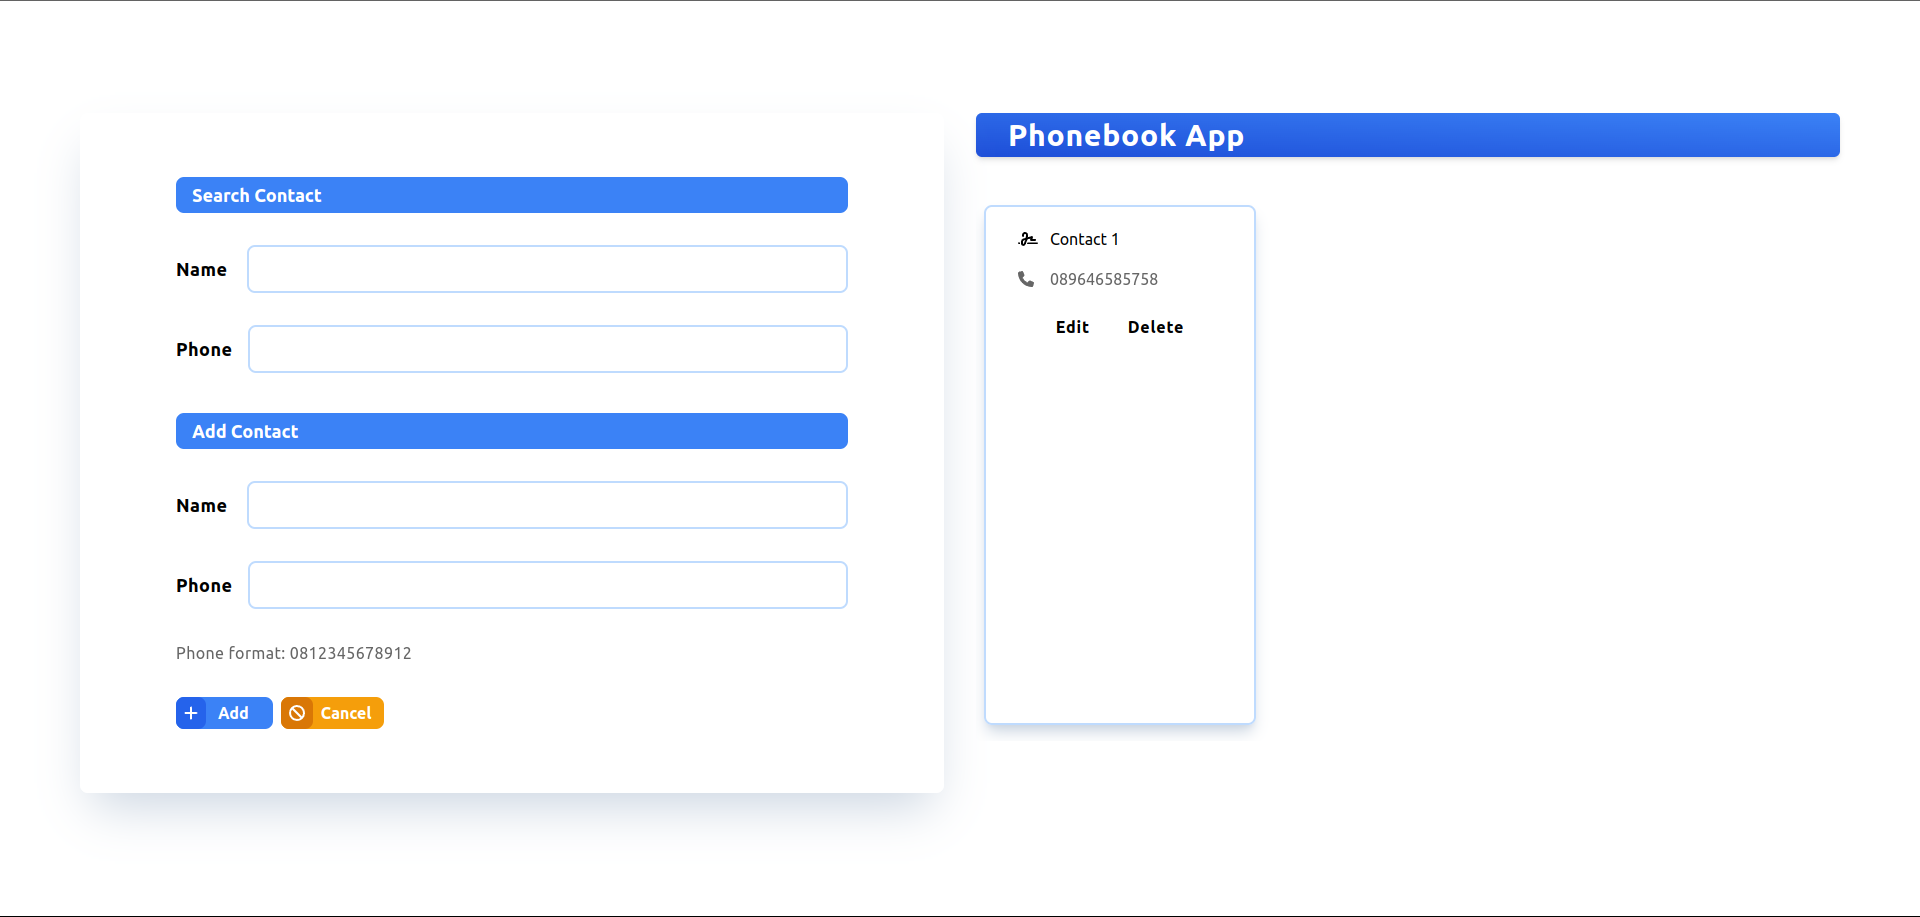 Search Contact
Name
Phone
Add Contact
Name
Phone
Phone format: 0812345678912
Add Cancel
Phonebook App
Contact 1
089646585758
Edit Delete